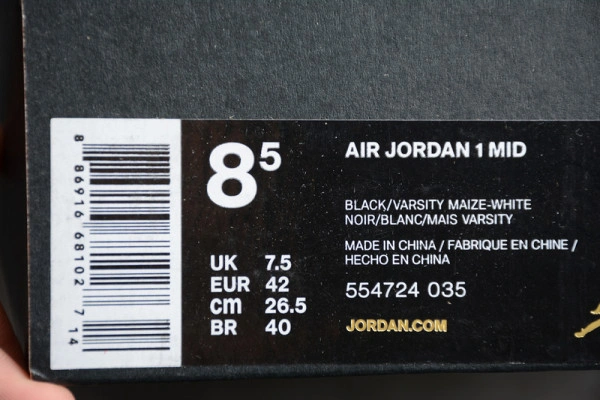 8 86916 68102 7 14
8⁵
UK 7.5
EUR 42
cm 26.5
BR 40
AIR JORDAN 1 MID
BLACK/VARSITY MAIZE-WHITE
NOIR/BLANC/MAIS VARSITY
MADE IN CHINA / FABRIQUE EN CHINE /
HECHO EN CHINA
554724 035
JORDAN.COM